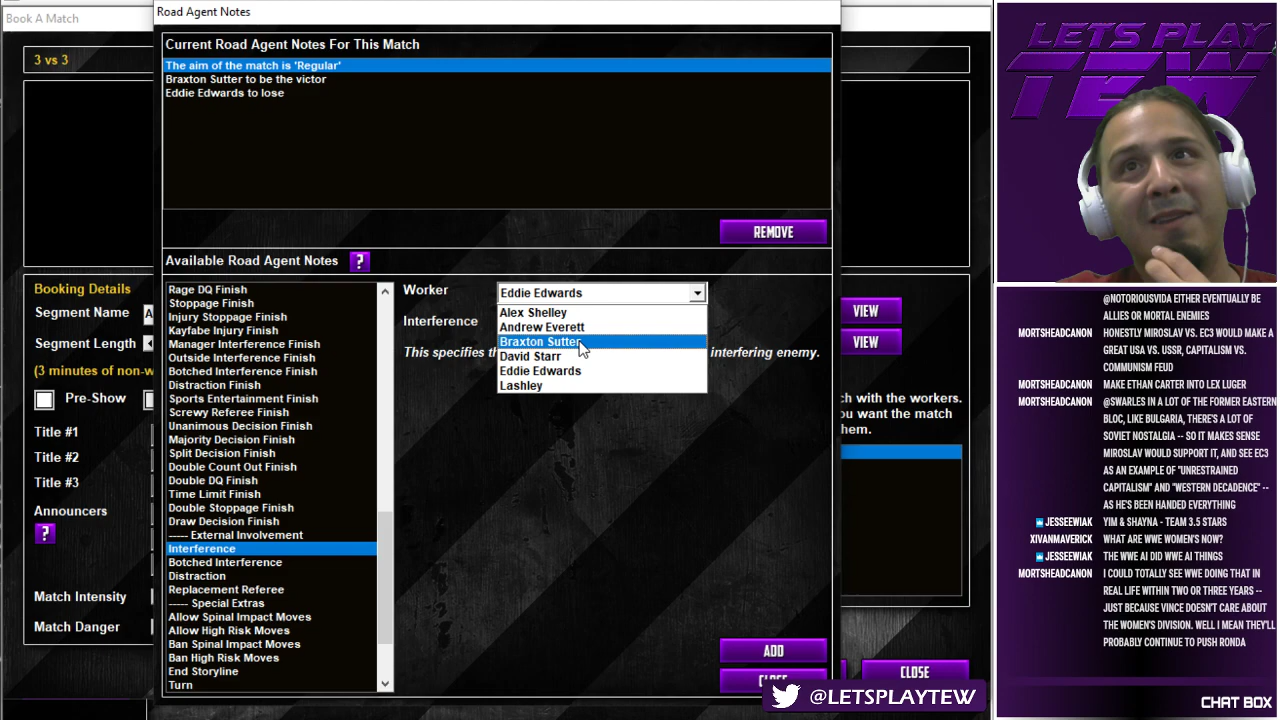 Book A Match
Road Agent Notes
3 vs 3
Current Road Agent Notes For This Match
The aim of the match is 'Regular'
Braxton Sutter to be the victor
Eddie Edwards to lose
REMOVE
Available Road Agent Notes
?
Rage DQ Finish
Stoppage Finish
Injury Stoppage Finish
Kayfabe Injury Finish
Manager Interference Finish
Outside Interference Finish
Botched Interference Finish
Distraction Finish
Sports Entertainment Finish
Screwy Referee Finish
Unanimous Decision Finish
Majority Decision Finish
Split Decision Finish
Double Count Out Finish
Double DQ Finish
Time Limit Finish
Double Stoppage Finish
Draw Decision Finish
----- External Involvement
Interference
Botched Interference
Distraction
Replacement Referee
----- Special Extras
Allow Spinal Impact Moves
Allow High Risk Moves
Ban Spinal Impact Moves
Ban High Risk Moves
End Storyline
Turn
Worker
Eddie Edwards
Alex Shelley
Andrew Everett
Braxton Sutter
David Starr
Eddie Edwards
Lashley
Interference
This specifies th
interfering enemy.
ADD
CLOSE
Booking Details
Segment Name
A
Segment Length
(3 minutes of non-w
Pre-Show
Title #1
Title #2
Title #3
Announcers
?
Match Intensity
Match Danger
VIEW
VIEW
ch with the workers.
ou want the match
them.
CLOSE
@LETSPLAYTEW
LETS PLAY
TEW
@NOTORIOUSVIDA EITHER EVENTUALLY BE
ALLIES OR MORTAL ENEMIES
MORTSHEADCANON HONESTLY MIROSLAV VS. EC3 WOULD MAKE A
GREAT USA VS. USSR, CAPITALISM VS.
COMMUNISM FEUD
MORTSHEADCANON MAKE ETHAN CARTER INTO LEX LUGER
MORTSHEADCANON @SWARLES IN A LOT OF THE FORMER EASTERN
BLOC, LIKE BULGARIA, THERE'S A LOT OF
SOVIET NOSTALGIA -- SO IT MAKES SENSE
MIROSLAV WOULD SUPPORT IT, AND SEE EC3
AS AN EXAMPLE OF "UNRESTRAINED
CAPITALISM" AND "WESTERN DECADENCE" --
AS HE'S BEEN HANDED EVERYTHING
JESSEEWIAK YIM & SHAYNA - TEAM 3.5 STARS
XIVANMAVERICK WHAT ARE WWE WOMEN'S NOW?
JESSEEWIAK THE WWE AI DID WWE AI THINGS
MORTSHEADCANON I COULD TOTALLY SEE WWE DOING THAT IN
REAL LIFE WITHIN TWO OR THREE YEARS --
JUST BECAUSE VINCE DOESN'T CARE ABOUT
THE WOMEN'S DIVISION. WELL I MEAN THEY'LL
PROBABLY CONTINUE TO PUSH RONDA
CHAT BOX